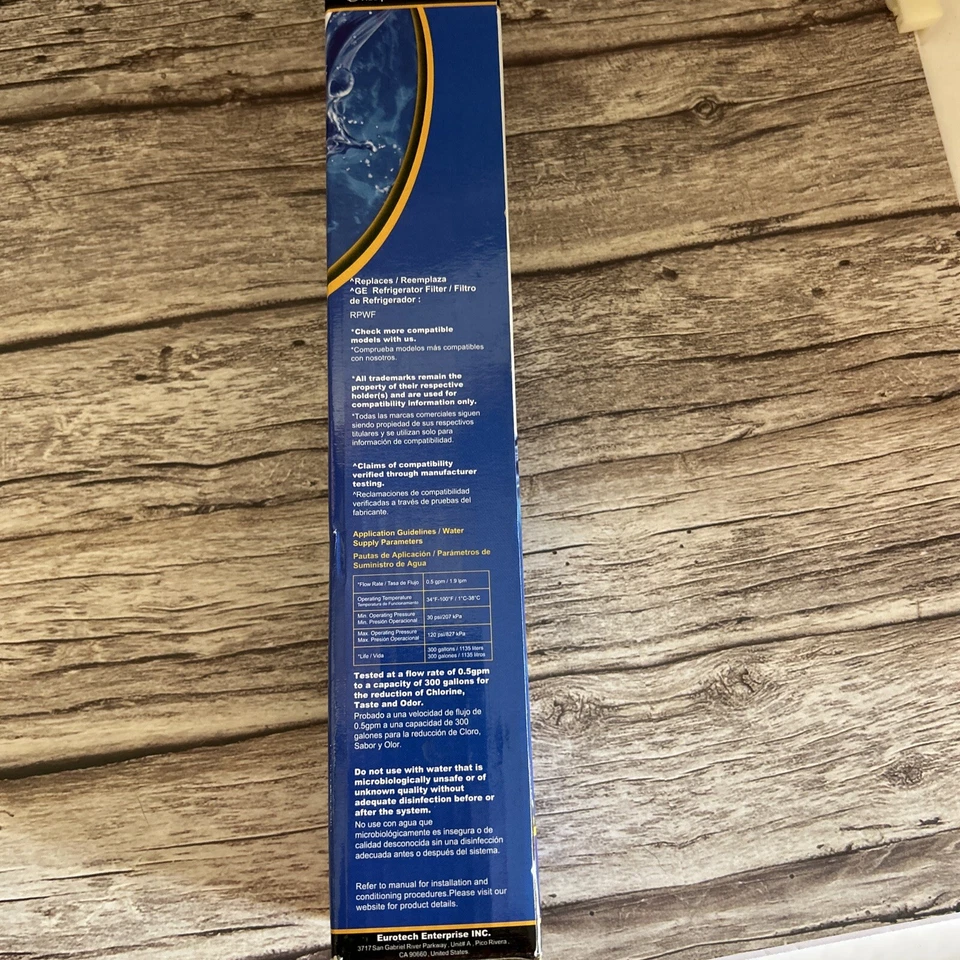 ^Replaces / Reemplaza
^GE Refrigerator Filter / Filtro
de Refrigerador :
RPWF
*Check more compatible
models with us.
*Comprueba modelos más compatibles
con nosotros.
*All trademarks remain the
property of their respective
holder(s) and are used for
compatibility information only.
*Todas las marcas comerciales siguen
siendo propiedad de sus respectivos
titulares y se utilizan solo para
información de compatibilidad.
^Claims of compatibility
verified through manufacturer
testing.
^Reclamaciones de compatibilidad
verificadas a través de pruebas del
fabricante.
Application Guidelines / Water
Supply Parameters
Pautas de Aplicación / Parámetros de
Suministro de Agua
*Flow Rate / Tasa de Flujo 0.5 gpm / 1.9 lpm
Operating Temperature
Temperatura de Funcionamiento 34°F-100°F / 1°C-38°C
Min. Operating Pressure
Min. Presión Operacional 30 psi/207 kPa
Max. Operating Pressure
Max. Presión Operacional 120 psi/827 kPa
*Life / Vida 300 gallons / 1135 liters
300 galones / 1135 litros
Tested at a flow rate of 0.5gpm
to a capacity of 300 gallons for
the reduction of Chlorine,
Taste and Odor.
Probado a una velocidad de flujo de
0.5gpm a una capacidad de 300
galones para la reducción de Cloro,
Sabor y Olor.
Do not use with water that is
microbiologically unsafe or of
unknown quality without
adequate disinfection before or
after the system.
No use con agua que
microbiológicamente es insegura o de
calidad desconocida sin una disinfección
adecuada antes o después del sistema.
Refer to manual for installation and
conditioning procedures.Please visit our
website for product details.
Eurotech Enterprise INC.
3717 San Gabriel River Parkway , Unit# A , Pico Rivera ,
CA 90660 , United States